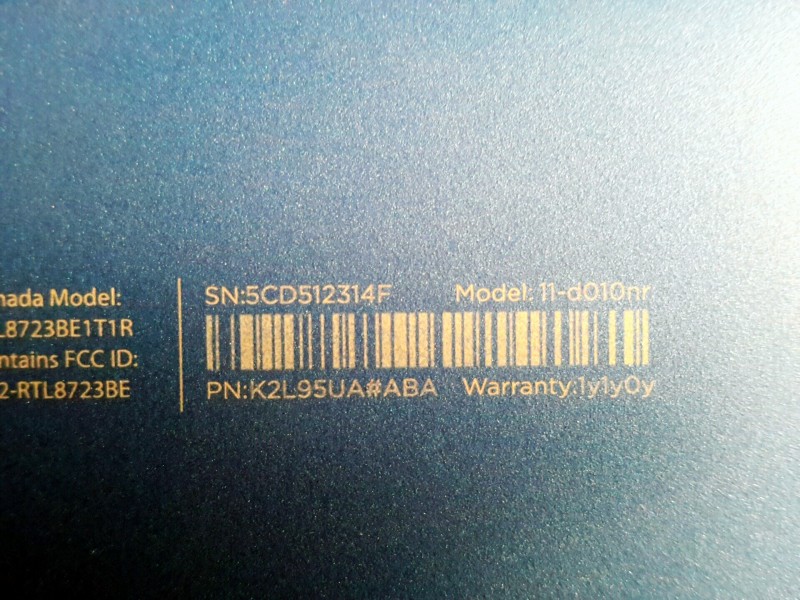 nada Model:
L8723BE1T1R
ntains FCC ID:
2-RTL8723BE
SN:5CD512314F Model: 11-d010nr
PN:K2L95UA#ABA Warranty:1y1y0y